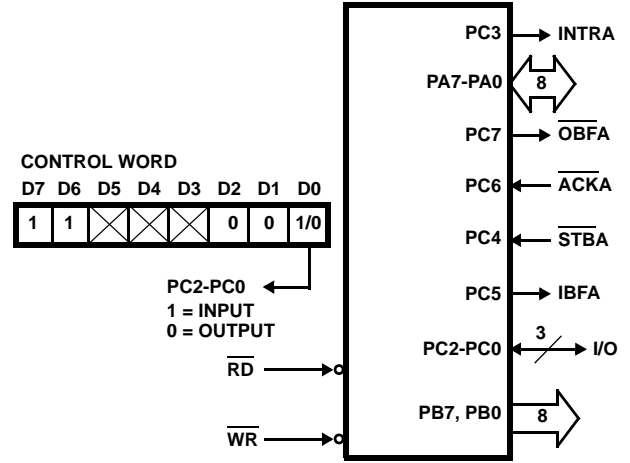 PC3 INTRA
PA7-PA0 8
PC7 OBFA
CONTROL WORD
D7 D6 D5 D4 D3 D2 D1 D0
PC6 ACKA
1 1 0 0 1/0
PC4 STBA
PC2-PC0
1 = INPUT
0 = OUTPUT
PC5 IBFA
PC2-PC0 3 I/O
RD
PB7, PB0 8
WR